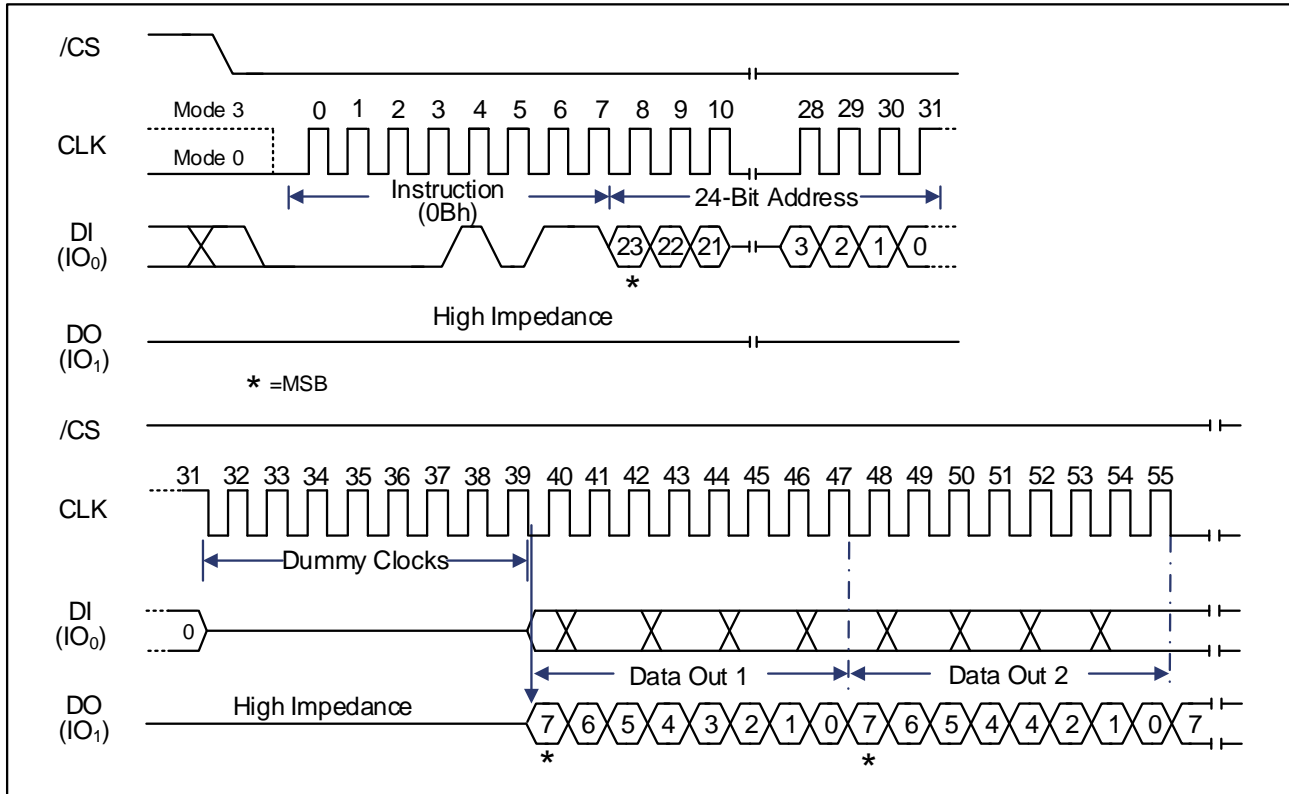 /CS
Mode 3
0 1 2 3 4 5 6 7 8 9 10 28 29 30 31
CLK
Mode 0
Instruction
(0Bh)
24-Bit Address
DI
(IO0)
23 22 21 3 2 1 0
*
High Impedance
DO
(IO1)
* =MSB
/CS
31 32 33 34 35 36 37 38 39 40 41 42 43 44 45 46 47 48 49 50 51 52 53 54 55
CLK
Dummy Clocks
DI
(IO0)
0
Data Out 1
Data Out 2
High Impedance
DO
(IO1)
7 6 5 4 3 2 1 0 7 6 5 4 4 2 1 0 7
* *